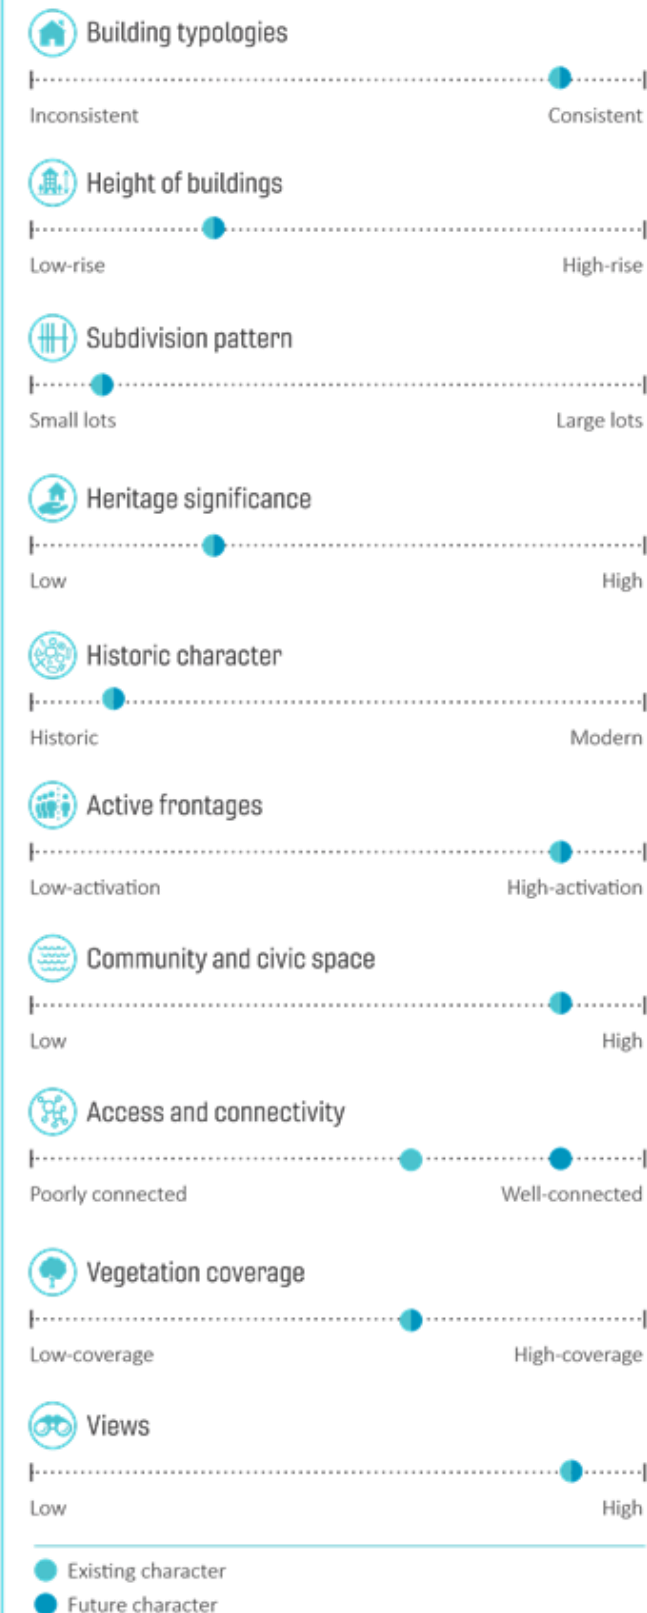 Building typologies
Inconsistent Consistent
Height of buildings
Low-rise High-rise
Subdivision pattern
Small lots Large lots
Heritage significance
Low High
Historic character
Historic Modern
Active frontages
Low-activation High-activation
Community and civic space
Low High
Access and connectivity
Poorly connected Well-connected
Vegetation coverage
Low-coverage High-coverage
Views
Low High
Existing character
Future character